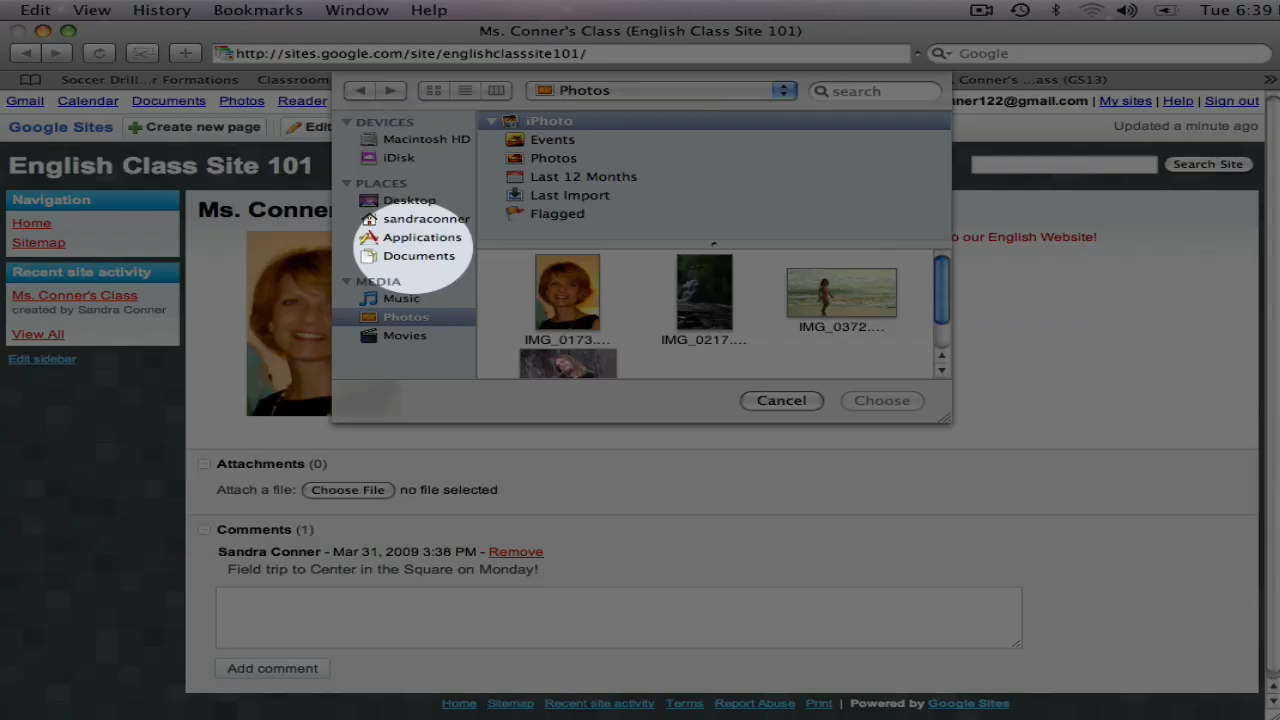 Edit View History Bookmarks Window Help Tue 6:39
Ms. Conner's Class (English Class Site 101)
http://sites.google.com/site/englishclasssite101/ Google
Soccer Drill...r Formations Classroom Conner's ...ass (GS13)
Gmail Calendar Documents Photos Reader nner122@gmail.com | My sites | Help | Sign out
Google Sites Create new page Edit Updated a minute ago
English Class Site 101 Search Site
Navigation
Home
Sitemap
Recent site activity
Ms. Conner's Class
created by Sandra Conner
View All
Edit sidebar
Ms. Conner
o our English Website!
Photos search
DEVICES
Macintosh HD
iDisk
PLACES
Desktop
sandraconner
Applications
Documents
MEDIA
Music
Photos
Movies
iPhoto
Events
Photos
Last 12 Months
Last Import
Flagged
IMG_0173.... IMG_0217.... IMG_0372....
Cancel Choose
Attachments (0)
Attach a file: Choose File no file selected
Comments (1)
Sandra Conner - Mar 31, 2009 3:38 PM - Remove
Field trip to Center in the Square on Monday!
Add comment
Home Sitemap Recent site activity Terms Report Abuse Print | Powered by Google Sites